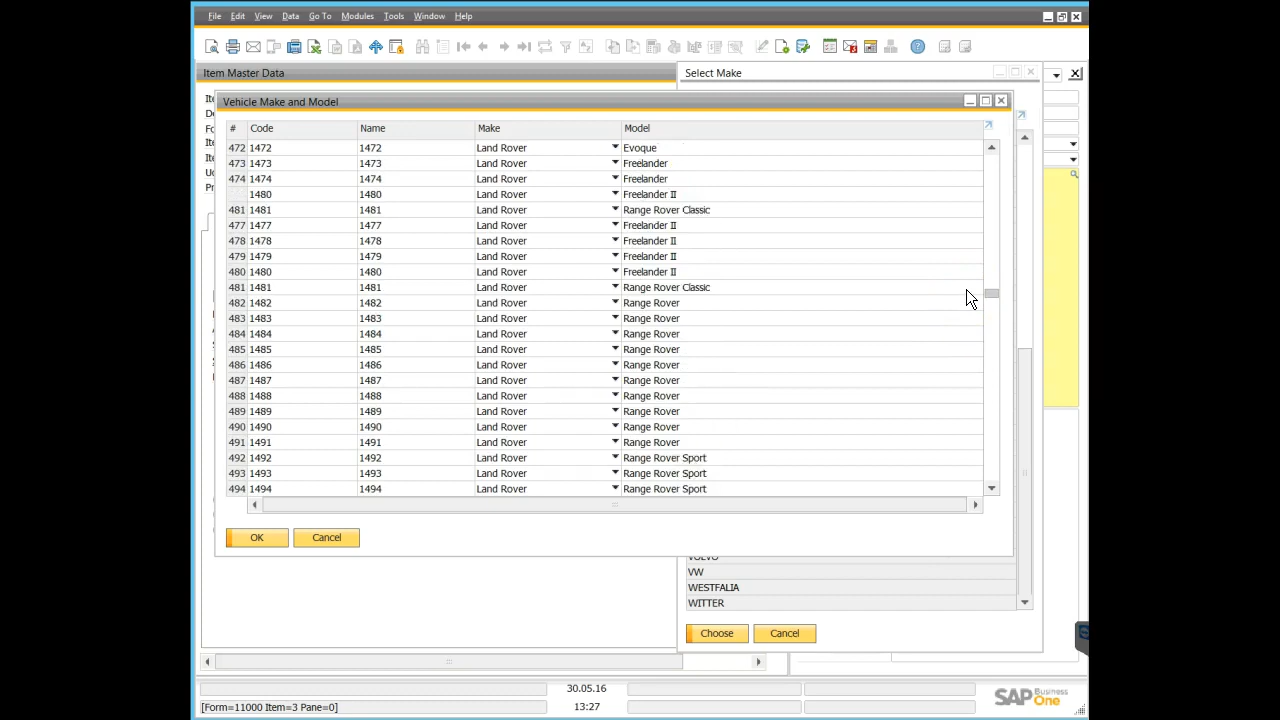 File Edit View Data Go To Modules Tools Window Help
Item Master Data
Select Make
Vehicle Make and Model
# Code Name Make Model
472 1472 1472 Land Rover Evoque
473 1473 1473 Land Rover Freelander
474 1474 1474 Land Rover Freelander
1480 1480 Land Rover Freelander II
481 1481 1481 Land Rover Range Rover Classic
477 1477 1477 Land Rover Freelander II
478 1478 1478 Land Rover Freelander II
479 1479 1479 Land Rover Freelander II
480 1480 1480 Land Rover Freelander II
481 1481 1481 Land Rover Range Rover Classic
482 1482 1482 Land Rover Range Rover
483 1483 1483 Land Rover Range Rover
484 1484 1484 Land Rover Range Rover
485 1485 1485 Land Rover Range Rover
486 1486 1486 Land Rover Range Rover
487 1487 1487 Land Rover Range Rover
488 1488 1488 Land Rover Range Rover
489 1489 1489 Land Rover Range Rover
490 1490 1490 Land Rover Range Rover
491 1491 1491 Land Rover Range Rover
492 1492 1492 Land Rover Range Rover Sport
493 1493 1493 Land Rover Range Rover Sport
494 1494 1494 Land Rover Range Rover Sport
OK Cancel
VOLVO
VW
WESTFALIA
WITTER
Choose Cancel
30.05.16
[Form=11000 Item=3 Pane=0] 13:27
SAP Business One